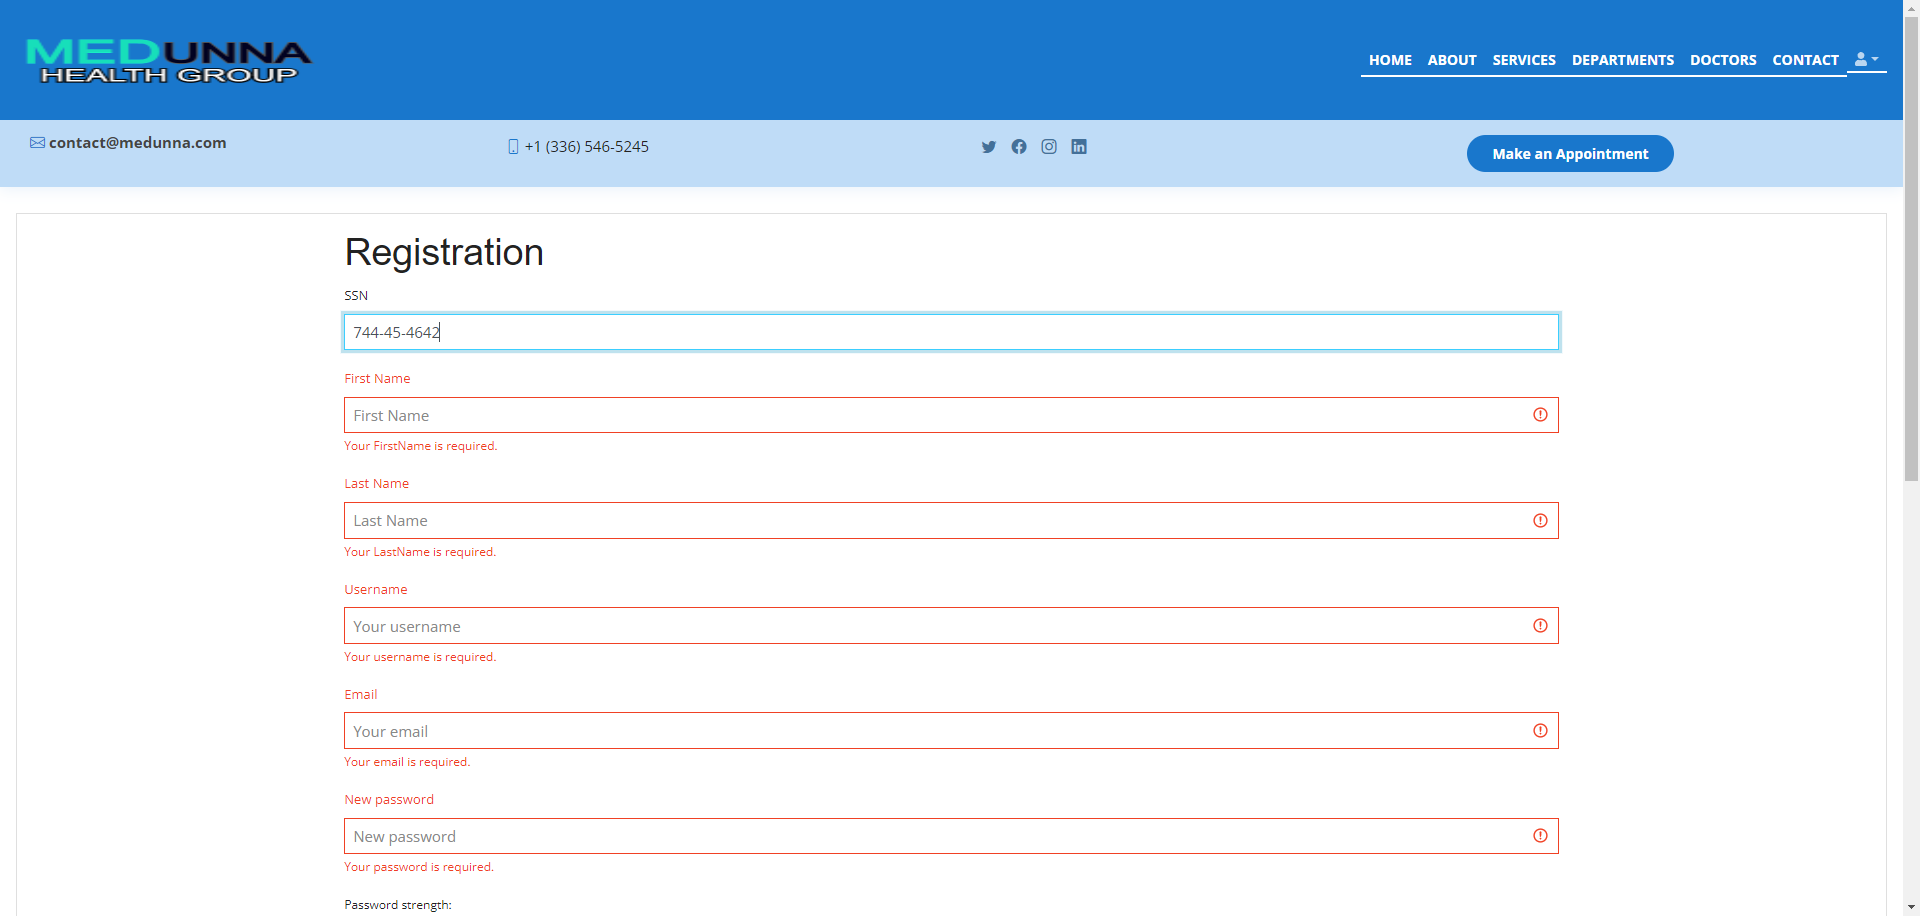 MEDUNNA
HEALTH GROUP
HOME ABOUT SERVICES DEPARTMENTS DOCTORS CONTACT
contact@medunna.com
+1 (336) 546-5245
Make an Appointment
Registration
SSN
744-45-4642
First Name
First Name
Your FirstName is required.
Last Name
Last Name
Your LastName is required.
Username
Your username
Your username is required.
Email
Your email
Your email is required.
New password
New password
Your password is required.
Password strength: